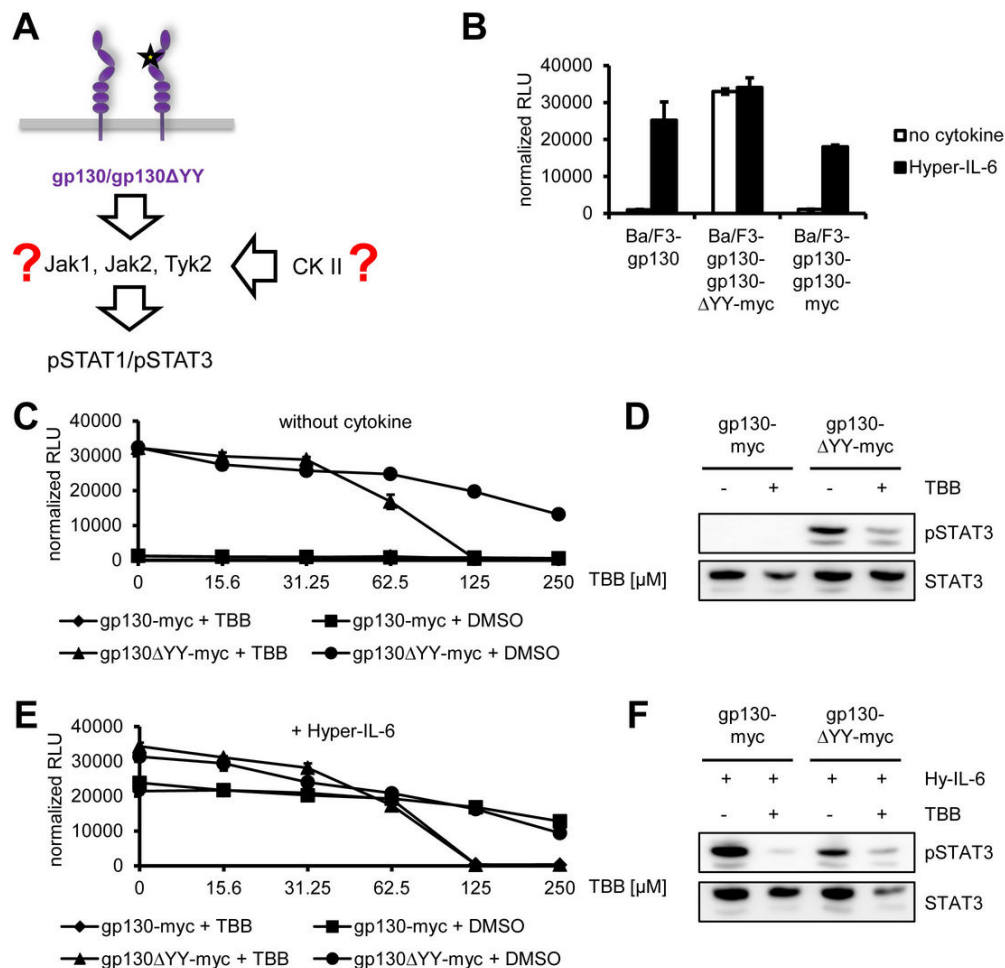 A
gp130/gp130ΔYY
? Jak1, Jak2, Tyk2 CK II ?
pSTAT1/pSTAT3
B
normalized RLU
40000
30000
20000
10000
0
no cytokine
Hyper-IL-6
Ba/F3-
gp130
Ba/F3-
gp130-
gp130-
ΔYY-myc
Ba/F3-
gp130-
gp130-
myc
C
without cytokine
normalized RLU
40000
30000
20000
10000
0
0 15.6 31.25 62.5 125 250 TBB [µM]
gp130-myc + TBB gp130-myc + DMSO
gp130ΔYY-myc + TBB gp130ΔYY-myc + DMSO
D
gp130-
myc
gp130-
ΔYY-myc
- + - + TBB
pSTAT3
STAT3
E
+ Hyper-IL-6
normalized RLU
40000
30000
20000
10000
0
0 15.6 31.25 62.5 125 250 TBB [µM]
gp130-myc + TBB gp130-myc + DMSO
gp130ΔYY-myc + TBB gp130ΔYY-myc + DMSO
F
gp130-
myc
gp130-
ΔYY-myc
+ + + + Hy-IL-6
- + - + TBB
pSTAT3
STAT3